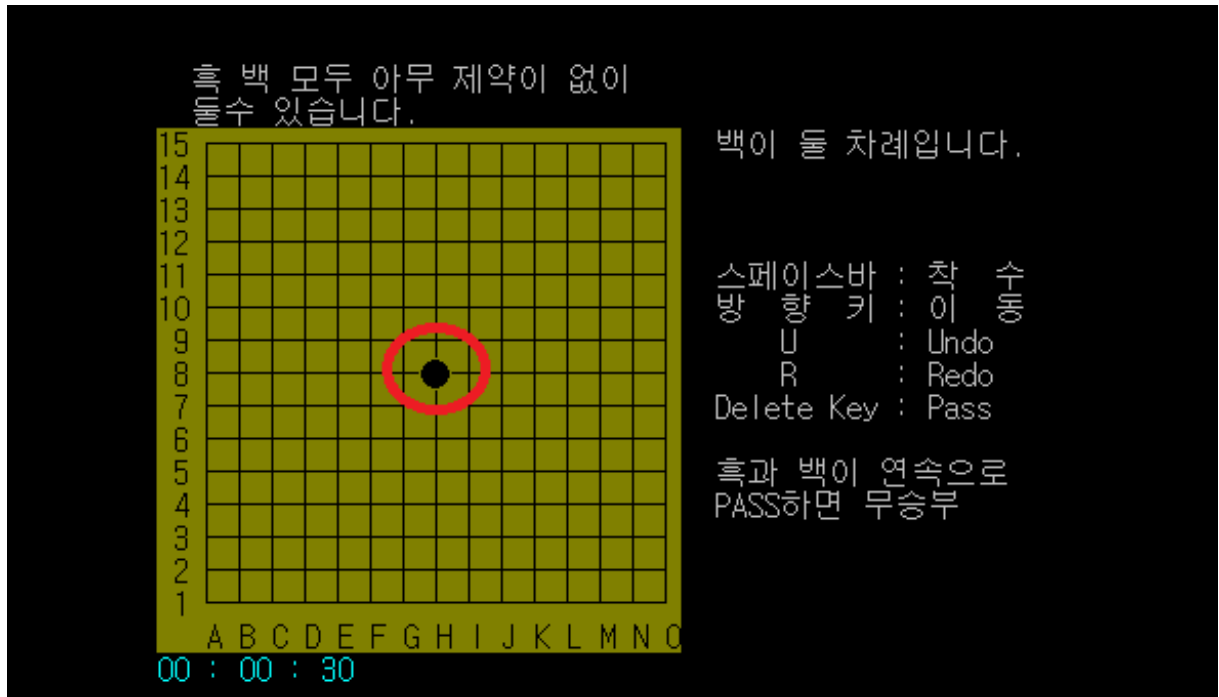 흑 백 모두 아무 제약이 없이
둘수 있습니다.
백이 둘 차례입니다.
15
14
13
12
11
10
9
8
7
6
5
4
3
2
1
A B C D E F G H I J K L M N O
00 : 00 : 30
스페이스바 : 착 수
방 향 키 : 이 동
U : Undo
R : Redo
Delete Key : Pass
흑과 백이 연속으로
PASS하면 무승부